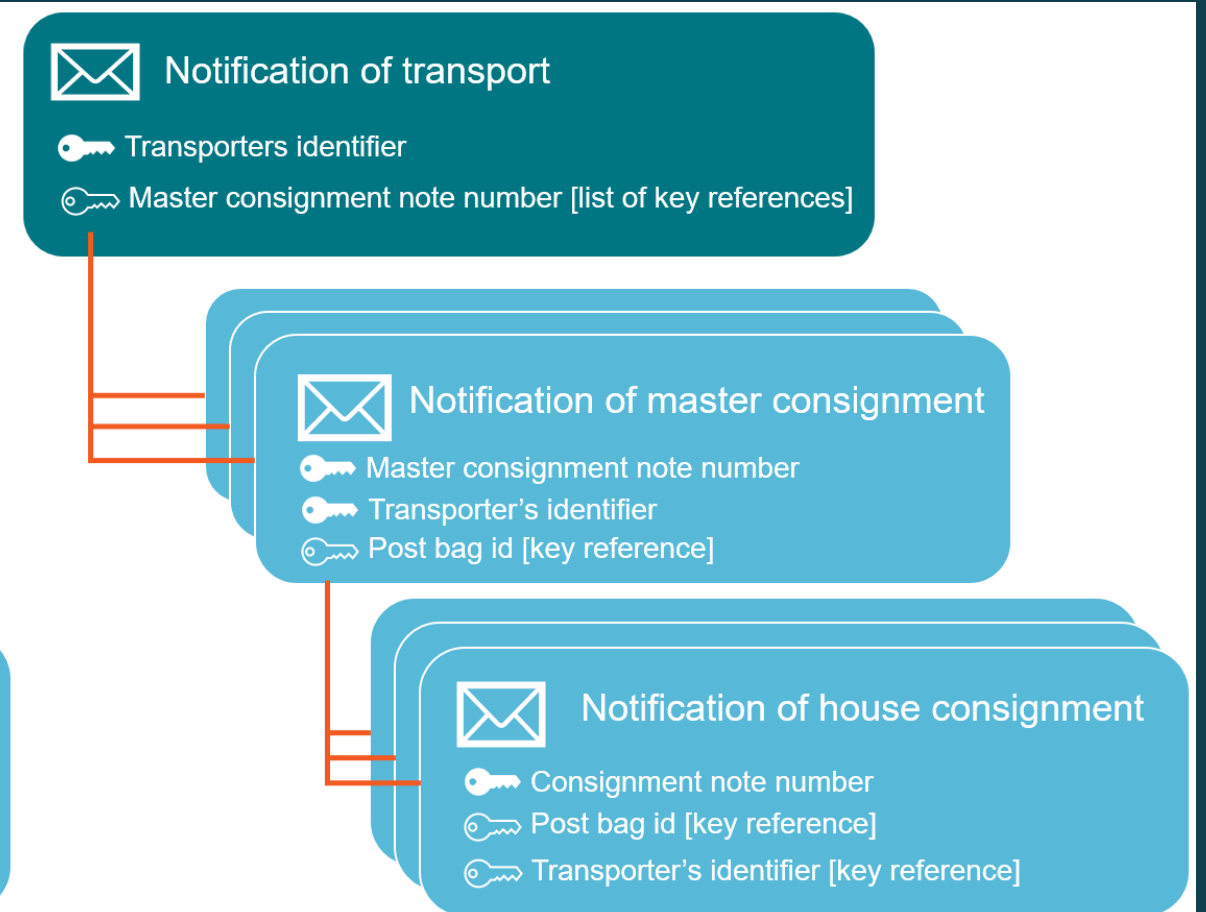 Notification of transport
Transporters identifier
Master consignment note number [list of key references]
Notification of master consignment
Master consignment note number
Transporter’s identifier
Post bag id [key reference]
Notification of house consignment
Consignment note number
Post bag id [key reference]
Transporter’s identifier [key reference]